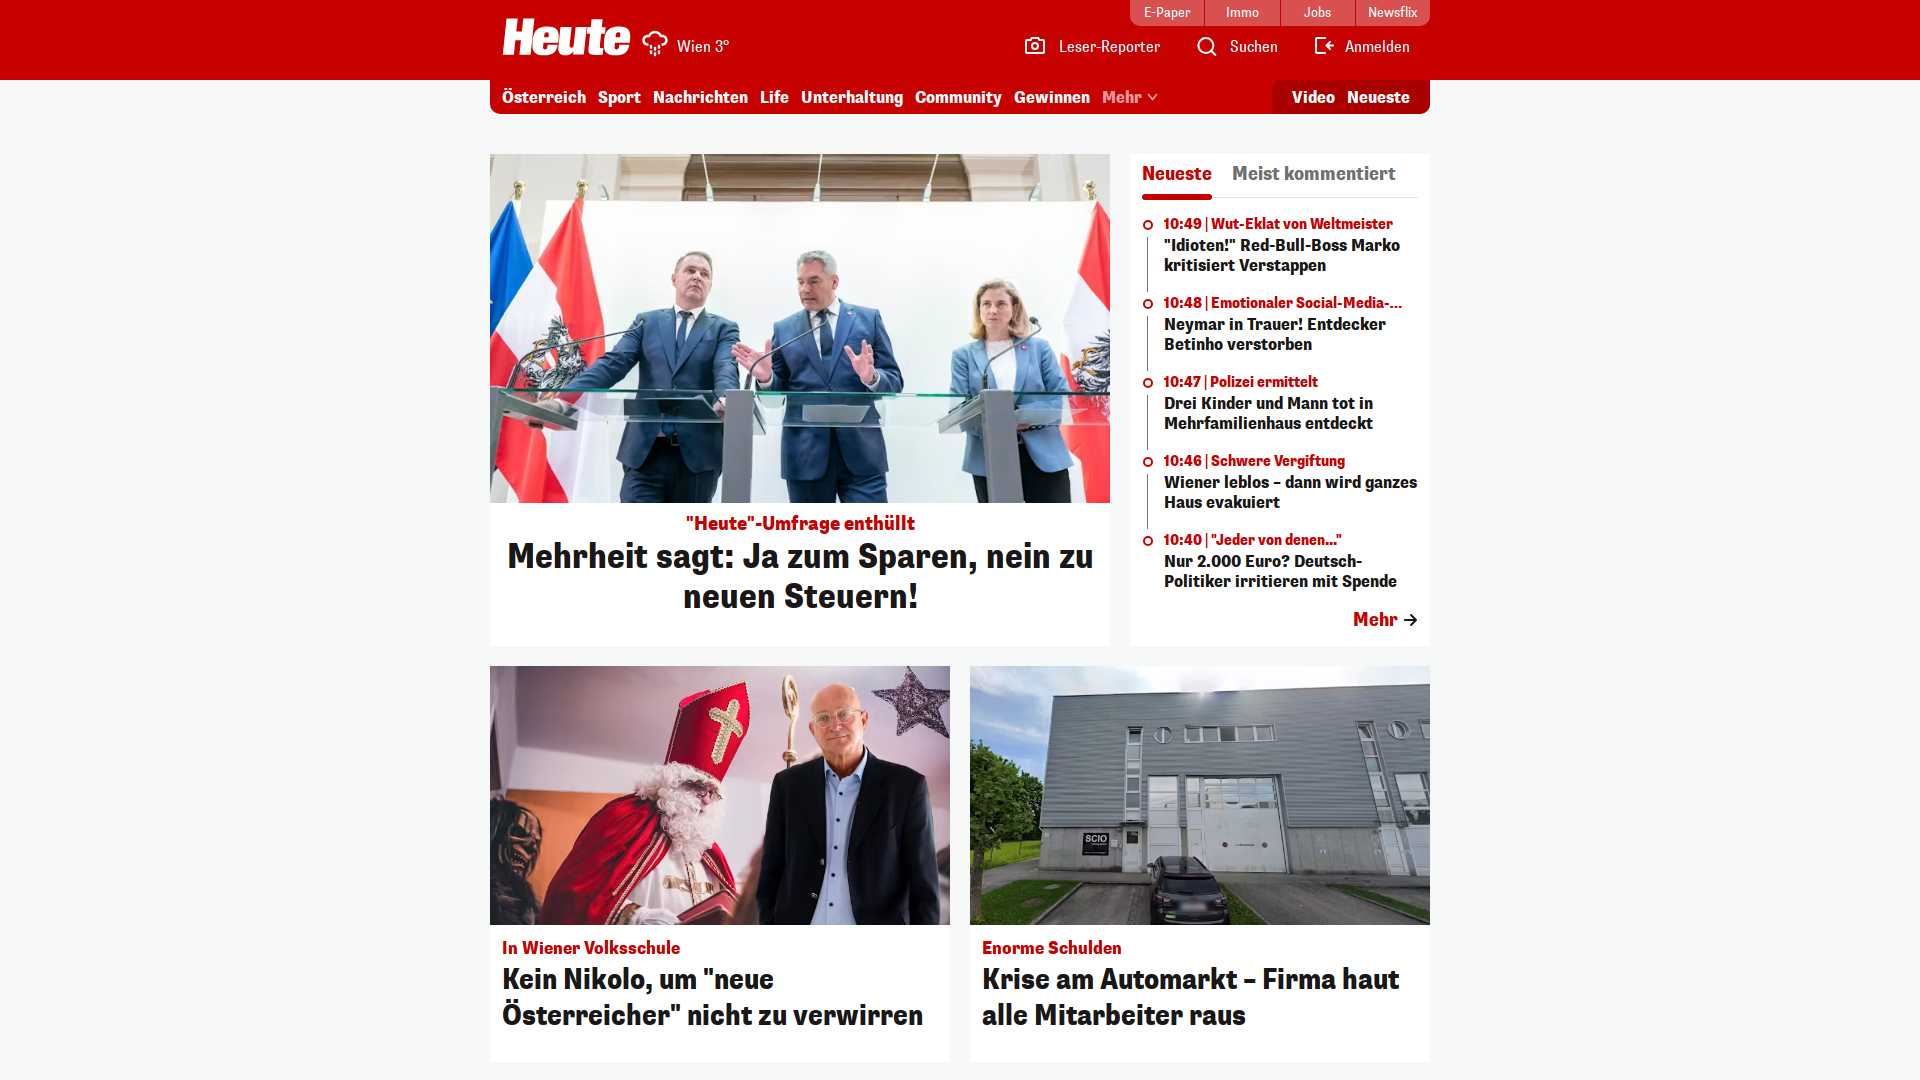 E-Paper
Immo
Jobs
Newsflix
Heute
Wien 3°
Leser-Reporter
Suchen
Anmelden
Österreich
Sport
Nachrichten
Life
Unterhaltung
Community
Gewinnen
Mehr
Video
Neueste
"Heute"-Umfrage enthüllt
Mehrheit sagt: Ja zum Sparen, nein zu
neuen Steuern!
Neueste
Meist kommentiert
10:49 | Wut-Eklat von Weltmeister
"Idioten!" Red-Bull-Boss Marko
kritisiert Verstappen
10:48 | Emotionaler Social-Media-...
Neymar in Trauer! Entdecker
Betinho verstorben
10:47 | Polizei ermittelt
Drei Kinder und Mann tot in
Mehrfamilienhaus entdeckt
10:46 | Schwere Vergiftung
Wiener leblos – dann wird ganzes
Haus evakuiert
10:40 | "Jeder von denen..."
Nur 2.000 Euro? Deutsch-
Politiker irritieren mit Spende
Mehr
In Wiener Volksschule
Kein Nikolo, um "neue
Österreicher" nicht zu verwirren
SCIO
Enorme Schulden
Krise am Automarkt – Firma haut
alle Mitarbeiter raus